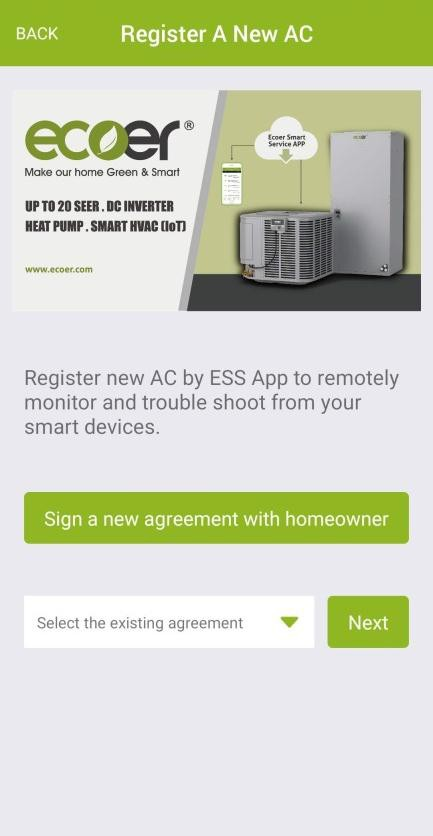 BACK
Register A New AC
ecoer®
Make our home Green & Smart
UP TO 20 SEER . DC INVERTER
HEAT PUMP . SMART HVAC (IoT)
www.ecoer.com
Ecoer Smart
Service APP
ecoer
Register new AC by ESS App to remotely
monitor and trouble shoot from your
smart devices.
Sign a new agreement with homeowner
Select the existing agreement
Next